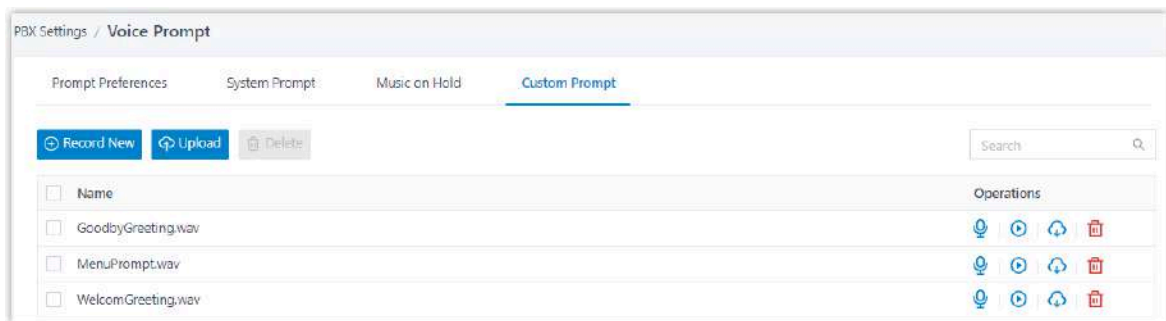 PBX Settings / Voice Prompt
Prompt Preferences System Prompt Music on Hold Custom Prompt
Record New Upload Delete Search
Name Operations
GoodbyGreeting.wav
MenuPrompt.wav
WelcomGreeting.wav